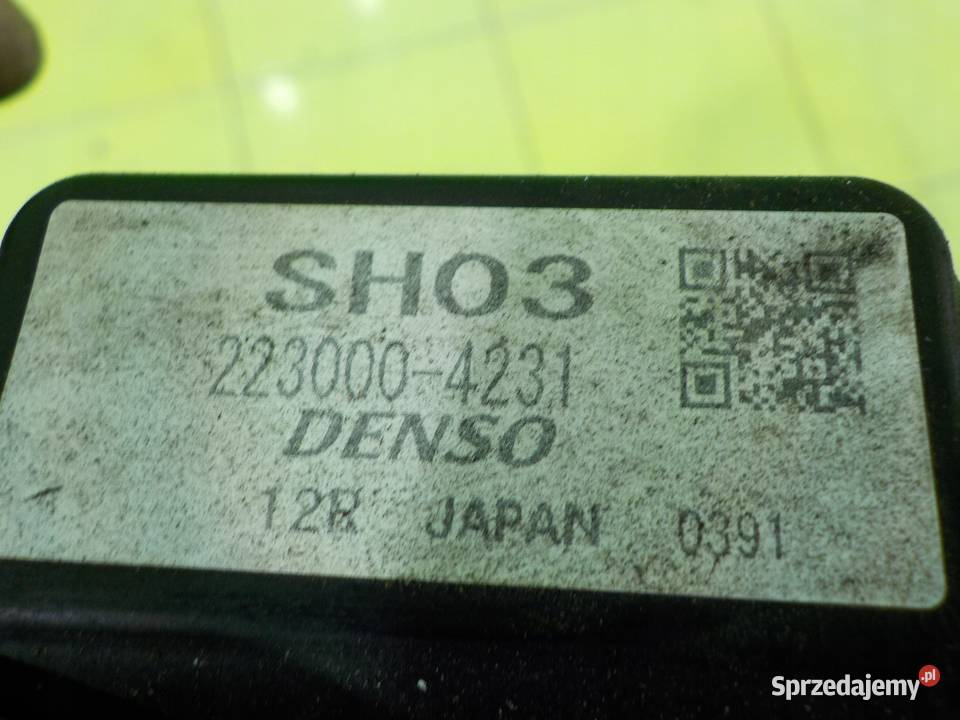 SH03
223000-4231
DENSO
12R JAPAN 0391
Sprzedajemy.pl